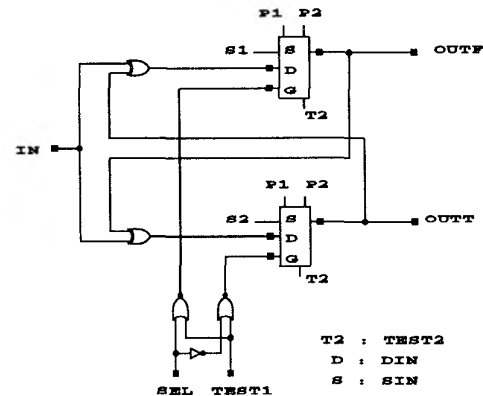 P1 P2
S1 S OUTF
D
G
T2
IN
P1 P2
S2 S OUTT
D
G
T2
T2 : TEST2
D : DIN
SEL TEST1 S : SIN